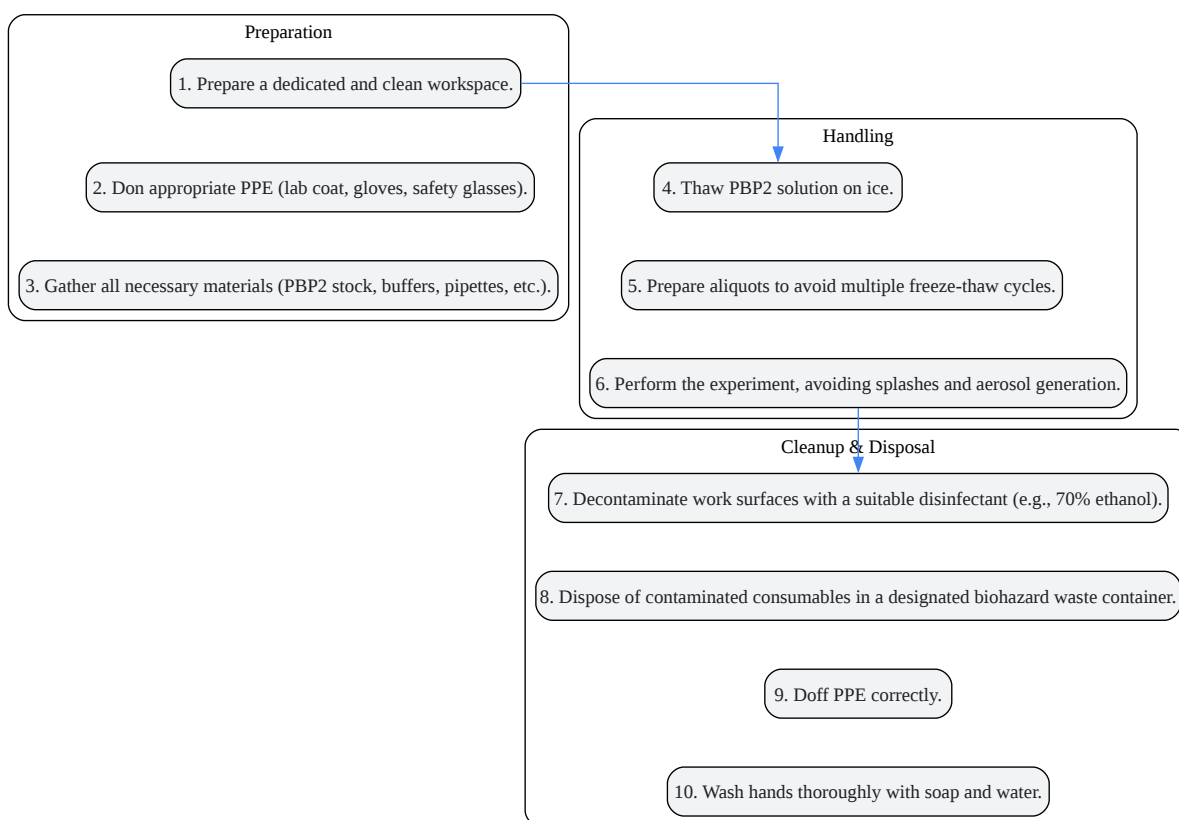 Preparation
1. Prepare a dedicated and clean workspace.
2. Don appropriate PPE (lab coat, gloves, safety glasses).
3. Gather all necessary materials (PBP2 stock, buffers, pipettes, etc.).
Handling
4. Thaw PBP2 solution on ice.
5. Prepare aliquots to avoid multiple freeze-thaw cycles.
6. Perform the experiment, avoiding splashes and aerosol generation.
Cleanup & Disposal
7. Decontaminate work surfaces with a suitable disinfectant (e.g., 70% ethanol).
8. Dispose of contaminated consumables in a designated biohazard waste container.
9. Doff PPE correctly.
10. Wash hands thoroughly with soap and water.